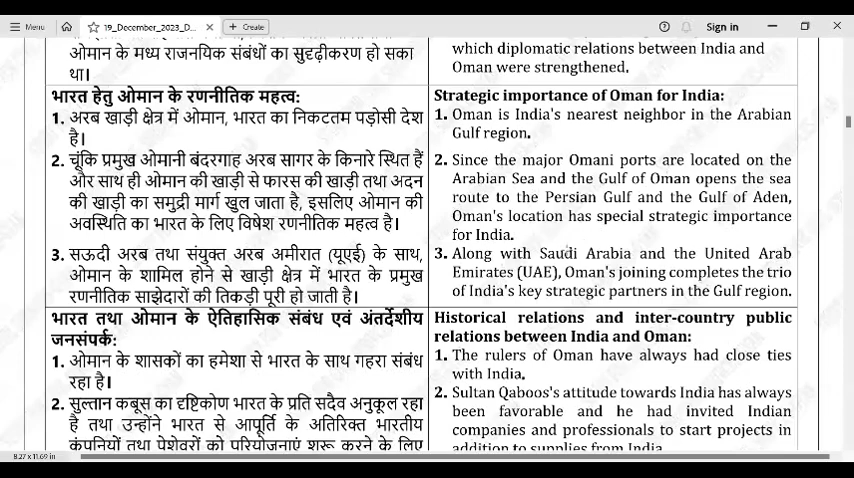 Menu
19_December_2023_D...
+ Create
Sign in
ओमान के मध्य राजनयिक संबंधों का सुदृढ़ीकरण हो सका
था।
भारत हेतु ओमान के रणनीतिक महत्व:
1. अरब खाड़ी क्षेत्र में ओमान, भारत का निकटतम पड़ोसी देश
है।
2. चूंकि प्रमुख ओमानी बंदरगाह अरब सागर के किनारे स्थित हैं
और साथ ही ओमान की खाड़ी से फारस की खाड़ी तथा अदन
की खाड़ी का समुद्री मार्ग खुल जाता है, इसलिए ओमान की
अवस्थिति का भारत के लिए विषेश रणनीतिक महत्व है।
3. सऊदी अरब तथा संयुक्त अरब अमीरात (यूएई) के साथ,
ओमान के शामिल होने से खाड़ी क्षेत्र में भारत के प्रमुख
रणनीतिक साझेदारों की तिकड़ी पूरी हो जाती है।
भारत तथा ओमान के ऐतिहासिक संबंध एवं अंतर्देशीय
जनसंपर्क:
1. ओमान के शासकों का हमेशा से भारत के साथ गहरा संबंध
रहा है।
2. सुल्तान कबूस का दृष्टिकोण भारत के प्रति सदैव अनुकूल रहा
है तथा उन्होंने भारत से आपूर्ति के अतिरिक्त भारतीय
कंपनियों तथा पेशेवरों को परियोजनाएं शुरू करने के लिए
which diplomatic relations between India and
Oman were strengthened.
Strategic importance of Oman for India:
1. Oman is India's nearest neighbor in the Arabian
Gulf region.
2. Since the major Omani ports are located on the
Arabian Sea and the Gulf of Oman opens the sea
route to the Persian Gulf and the Gulf of Aden,
Oman's location has special strategic importance
for India.
3. Along with Saudi Arabia and the United Arab
Emirates (UAE), Oman's joining completes the trio
of India's key strategic partners in the Gulf region.
Historical relations and inter-country public
relations between India and Oman:
1. The rulers of Oman have always had close ties
with India.
2. Sultan Qaboos's attitude towards India has always
been favorable and he had invited Indian
companies and professionals to start projects in
addition to supplies from India.
8.27 x 11.69 in